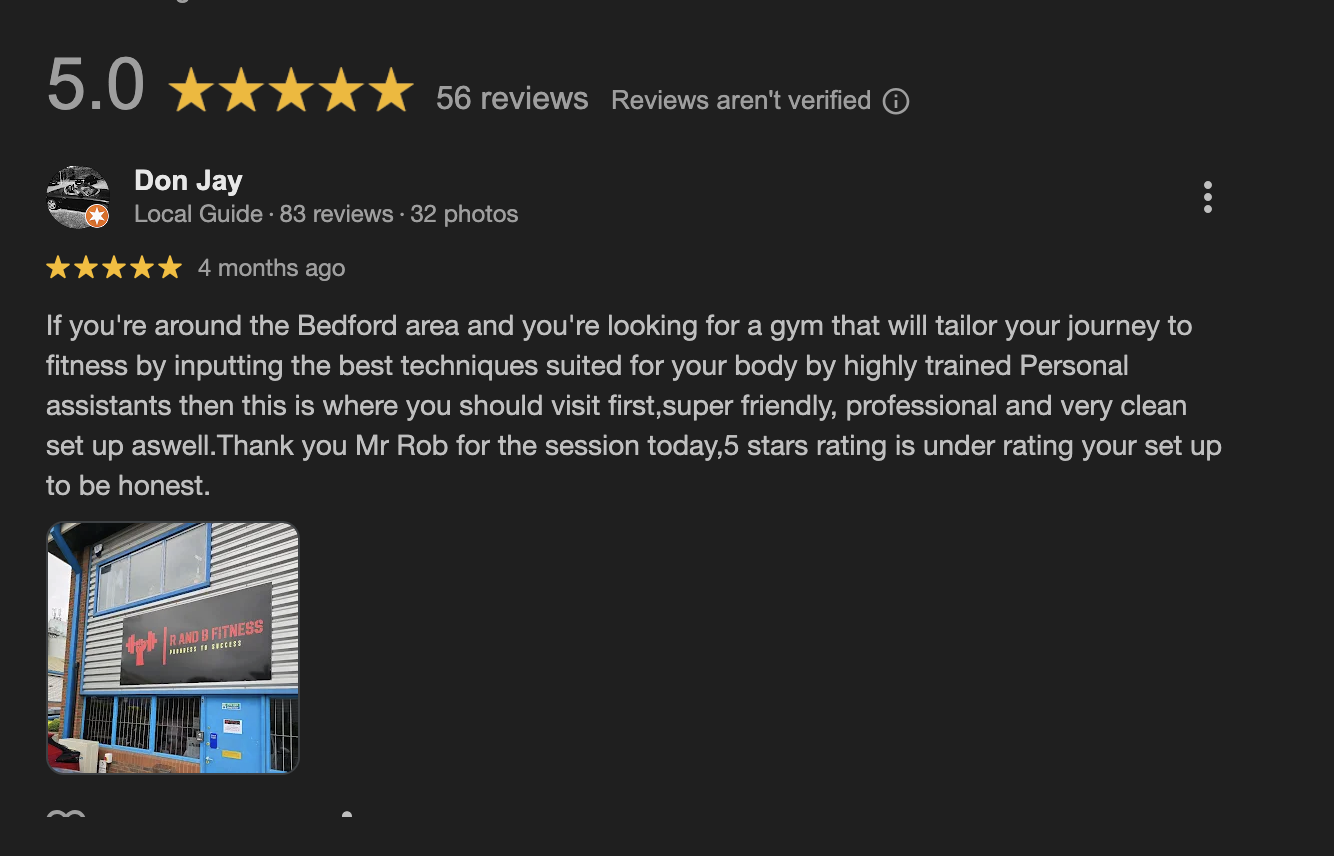 5.0 56 reviews Reviews aren't verified
Don Jay
Local Guide · 83 reviews · 32 photos
4 months ago
If you're around the Bedford area and you're looking for a gym that will tailor your journey to
fitness by inputting the best techniques suited for your body by highly trained Personal
assistants then this is where you should visit first,super friendly, professional and very clean
set up aswell.Thank you Mr Rob for the session today,5 stars rating is under rating your set up
to be honest.
R AND B FITNESS
PROGRESS TO SUCCESS